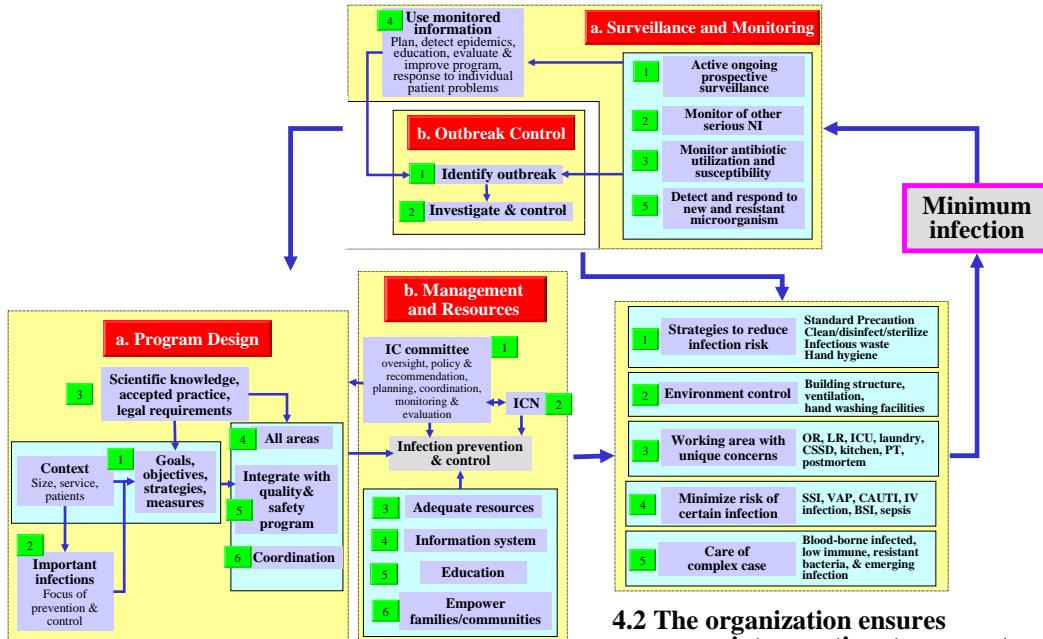 a. Surveillance and Monitoring
4
Use monitored
information
Plan, detect epidemics,
education, evaluate &
improve program,
response to individual
patient problems
1
Active ongoing
prospective
surveillance
2
Monitor of other
serious NI
3
Monitor antibiotic
utilization and
susceptibility
5
Detect and respond to
new and resistant
microorganism
b. Outbreak Control
1
Identify outbreak
2
Investigate & control
Minimum
infection
a. Program Design
3
Scientific knowledge,
accepted practice,
legal requirements
Context
Size, service,
patients
1
Goals,
objectives,
strategies,
measures
2
Important
infections
Focus of
prevention &
control
4
All areas
5
Integrate with
quality&
safety
program
6
Coordination
b. Management
and Resources
1
IC committee
oversight, policy &
recommendation,
planning, coordination,
monitoring &
evaluation
ICN
2
Infection prevention
& control
3
Adequate resources
4
Information system
5
Education
6
Empower
families/communities
1
Strategies to reduce
infection risk
Standard Precaution
Clean/disinfect/sterilize
Infectious waste
Hand hygiene
2
Environment control
Building structure,
ventilation,
hand washing facilities
3
Working area with
unique concerns
OR, LR, ICU, laundry,
CSSD, kitchen, PT,
postmortem
4
Minimize risk of
certain infection
SSI, VAP, CAUTI, IV
infection, BSI, sepsis
5
Care of
complex case
Blood-borne infected,
low immune, resistant
bacteria, & emerging
infection
4.2 The organization ensures